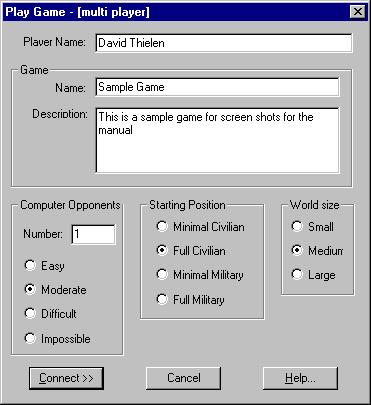 Play Game - [multi player]
Player Name: David Thielen
Game
Name: Sample Game
Description: This is a sample game for screen shots for the
manual
Computer Opponents
Number: 1
Easy
Moderate
Difficult
Impossible
Starting Position
Minimal Civilian
Full Civilian
Minimal Military
Full Military
World size
Small
Medium
Large
Connect >>
Cancel
Help...